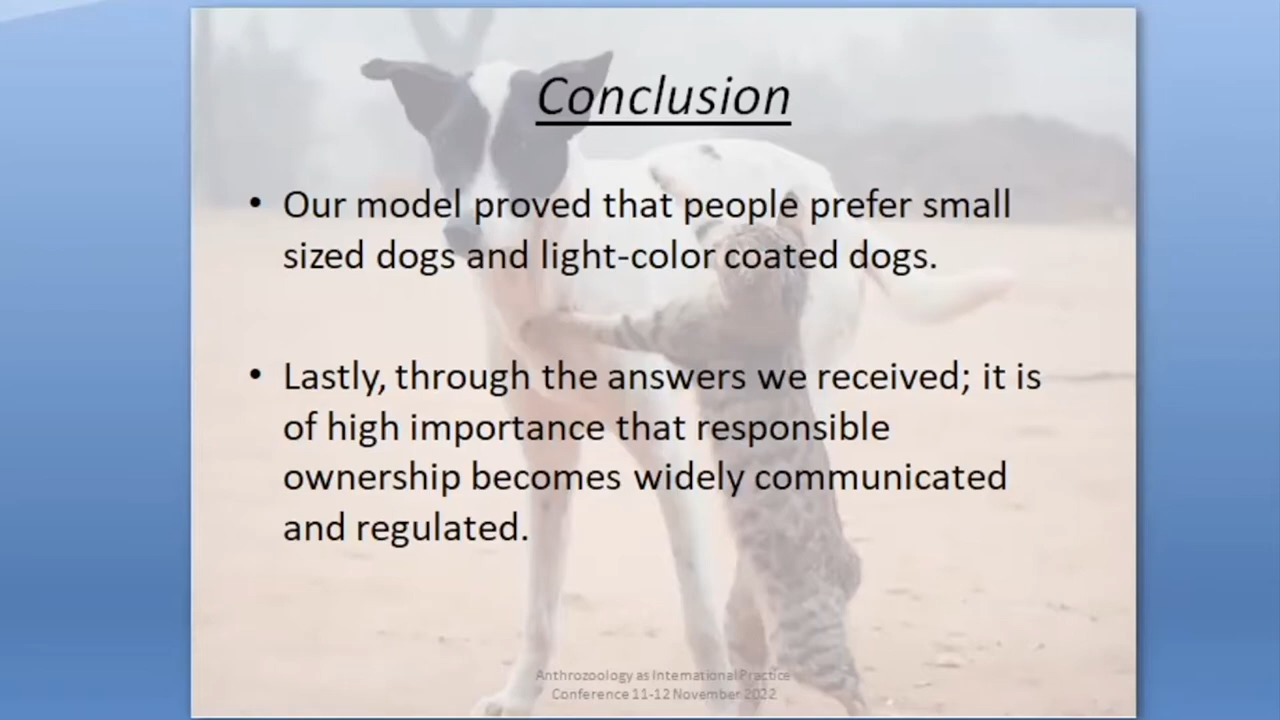 Conclusion
• Our model proved that people prefer small
sized dogs and light-color coated dogs.
• Lastly, through the answers we received; it is
of high importance that responsible
ownership becomes widely communicated
and regulated.
Anthrozoology as International Practice
Conference 11-12 November 2022